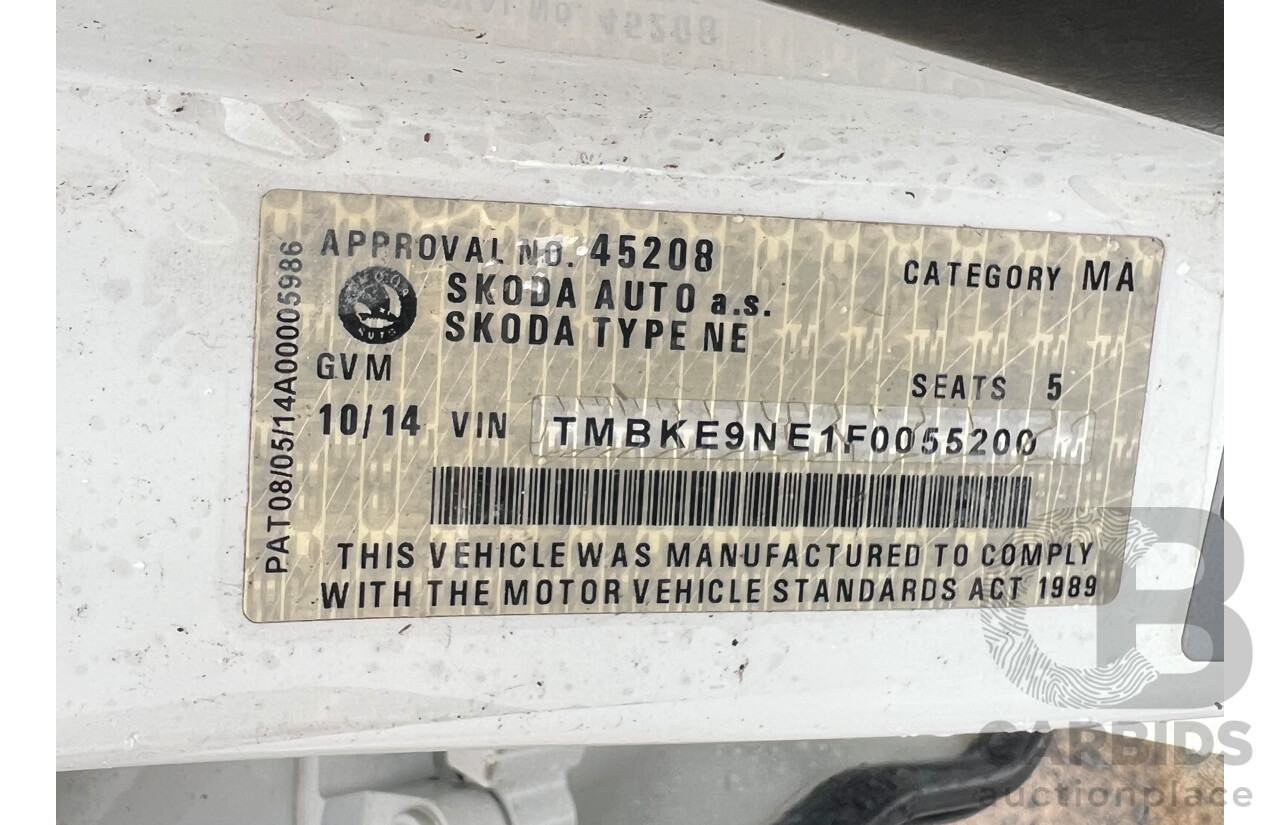 APPROVAL NO. 45208
CATEGORY MA
SKODA AUTO a.s.
SKODA TYPE NE
GVM
SEATS 5
10/14 VIN TMBKE9NE1F0055200
THIS VEHICLE WAS MANUFACTURED TO COMPLY
WITH THE MOTOR VEHICLE STANDARDS ACT 1989
PAT08/05/14A00005986
AUTO
CARBIDS
auctionplace